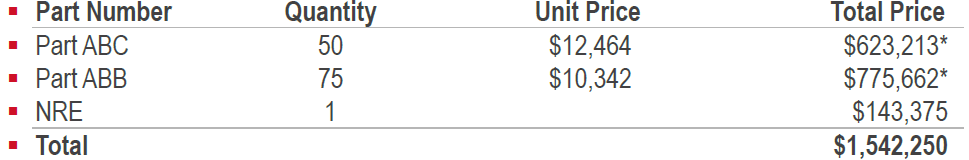 ▪ Part Number Quantity Unit Price Total Price
▪ Part ABC 50 $12,464 $623,213*
▪ Part ABB 75 $10,342 $775,662*
▪ NRE 1 $143,375
▪ Total $1,542,250